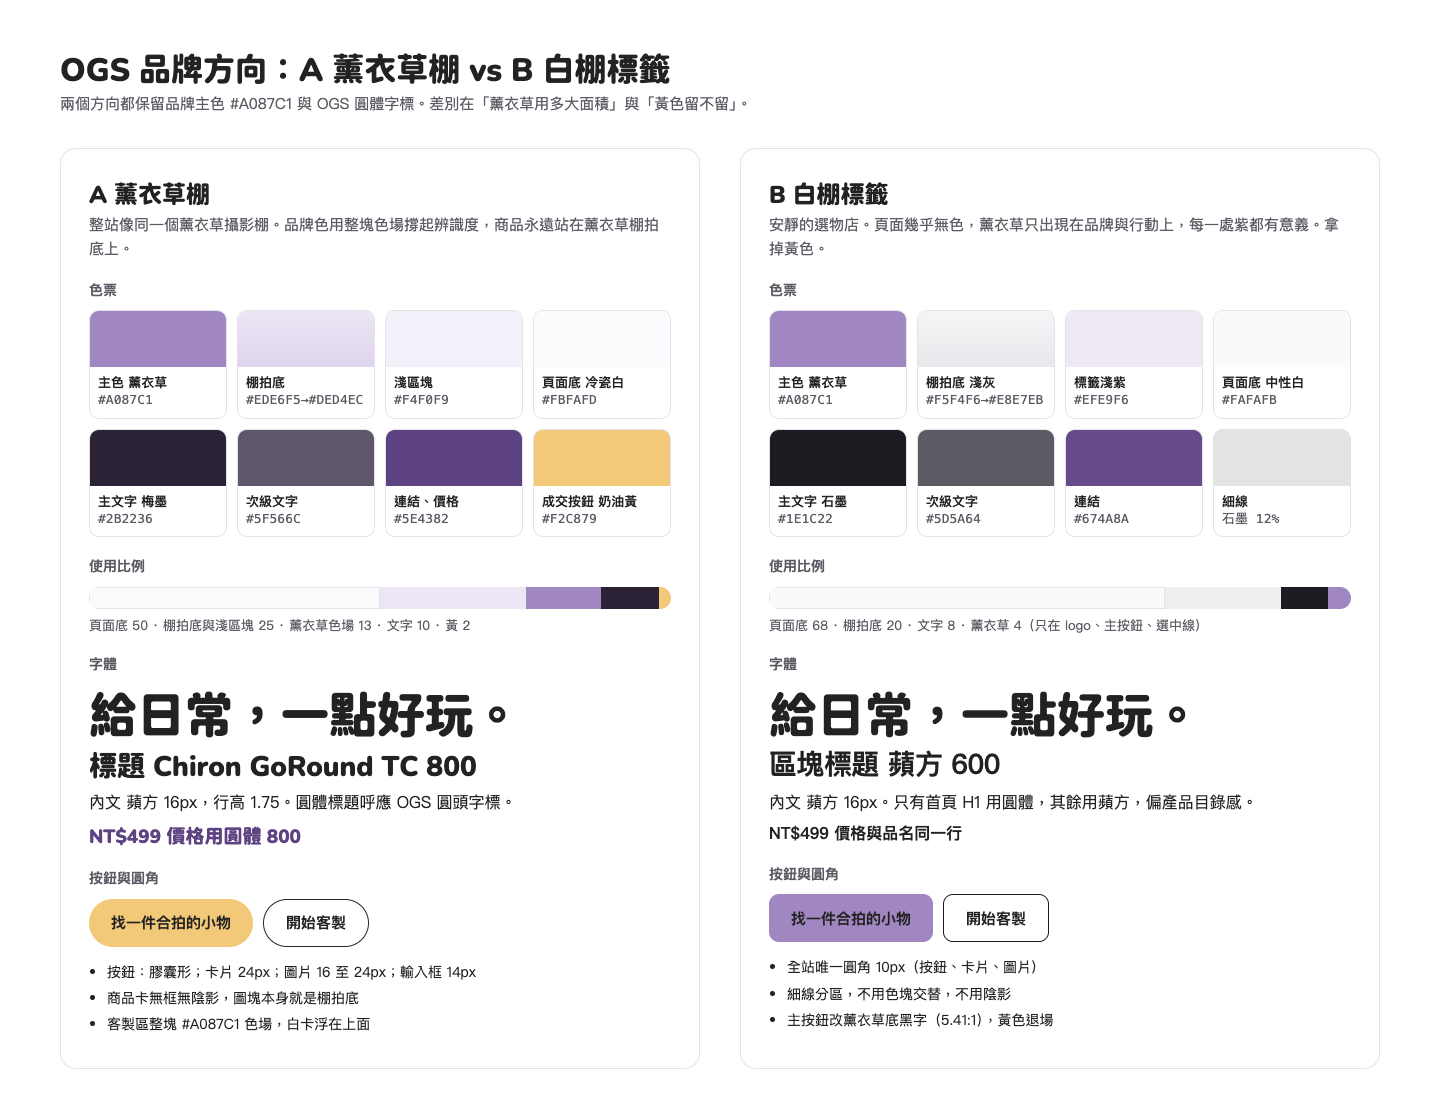 OGS 品牌方向：A 薰衣草棚 vs B 白棚標籤
兩個方向都保留品牌主色 #A087C1 與 OGS 圓體字標。差別在「薰衣草用多大面積」與「黃色留不留」。
A 薰衣草棚
整站像同一個薰衣草攝影棚。品牌色用整塊色場撐起辨識度，商品永遠站在薰衣草棚拍
底上。
色票
主色 薰衣草
#A087C1
棚拍底
#EDE6F5→#DED4EC
淺區塊
#F4F0F9
頁面底 冷瓷白
#FBFAFD
主文字 梅墨
#2B2236
次級文字
#5F566C
連結、價格
#5E4382
成交按鈕 奶油黃
#F2C879
使用比例
頁面底 50 · 棚拍底與淺區塊 25 · 薰衣草色場 13 · 文字 10 · 黃 2
字體
給日常，一點好玩。
標題 Chiron GoRound TC 800
內文 蘋方 16px，行高 1.75。圓體標題呼應 OGS 圓頭字標。
NT$499 價格用圓體 800
按鈕與圓角
找一件合拍的小物
開始客製
• 按鈕：膠囊形；卡片 24px；圖片 16 至 24px；輸入框 14px
• 商品卡無框無陰影，圖塊本身就是棚拍底
• 客製區整塊 #A087C1 色場，白卡浮在上面
B 白棚標籤
安靜的選物店。頁面幾乎無色，薰衣草只出現在品牌與行動上，每一處紫都有意義。拿
掉黃色。
色票
主色 薰衣草
#A087C1
棚拍底 淺灰
#F5F4F6→#E8E7EB
標籤淺紫
#EFE9F6
頁面底 中性白
#FAFAFB
主文字 石墨
#1E1C22
次級文字
#5D5A64
連結
#674A8A
細線
石墨 12%
使用比例
頁面底 68 · 棚拍底 20 · 文字 8 · 薰衣草 4（只在 logo、主按鈕、選中線）
字體
給日常，一點好玩。
區塊標題 蘋方 600
內文 蘋方 16px。只有首頁 H1 用圓體，其餘用蘋方，偏產品目錄感。
NT$499 價格與品名同一行
按鈕與圓角
找一件合拍的小物
開始客製
• 全站唯一圓角 10px（按鈕、卡片、圖片）
• 細線分區，不用色塊交替，不用陰影
• 主按鈕改薰衣草底黑字（5.41:1），黃色退場